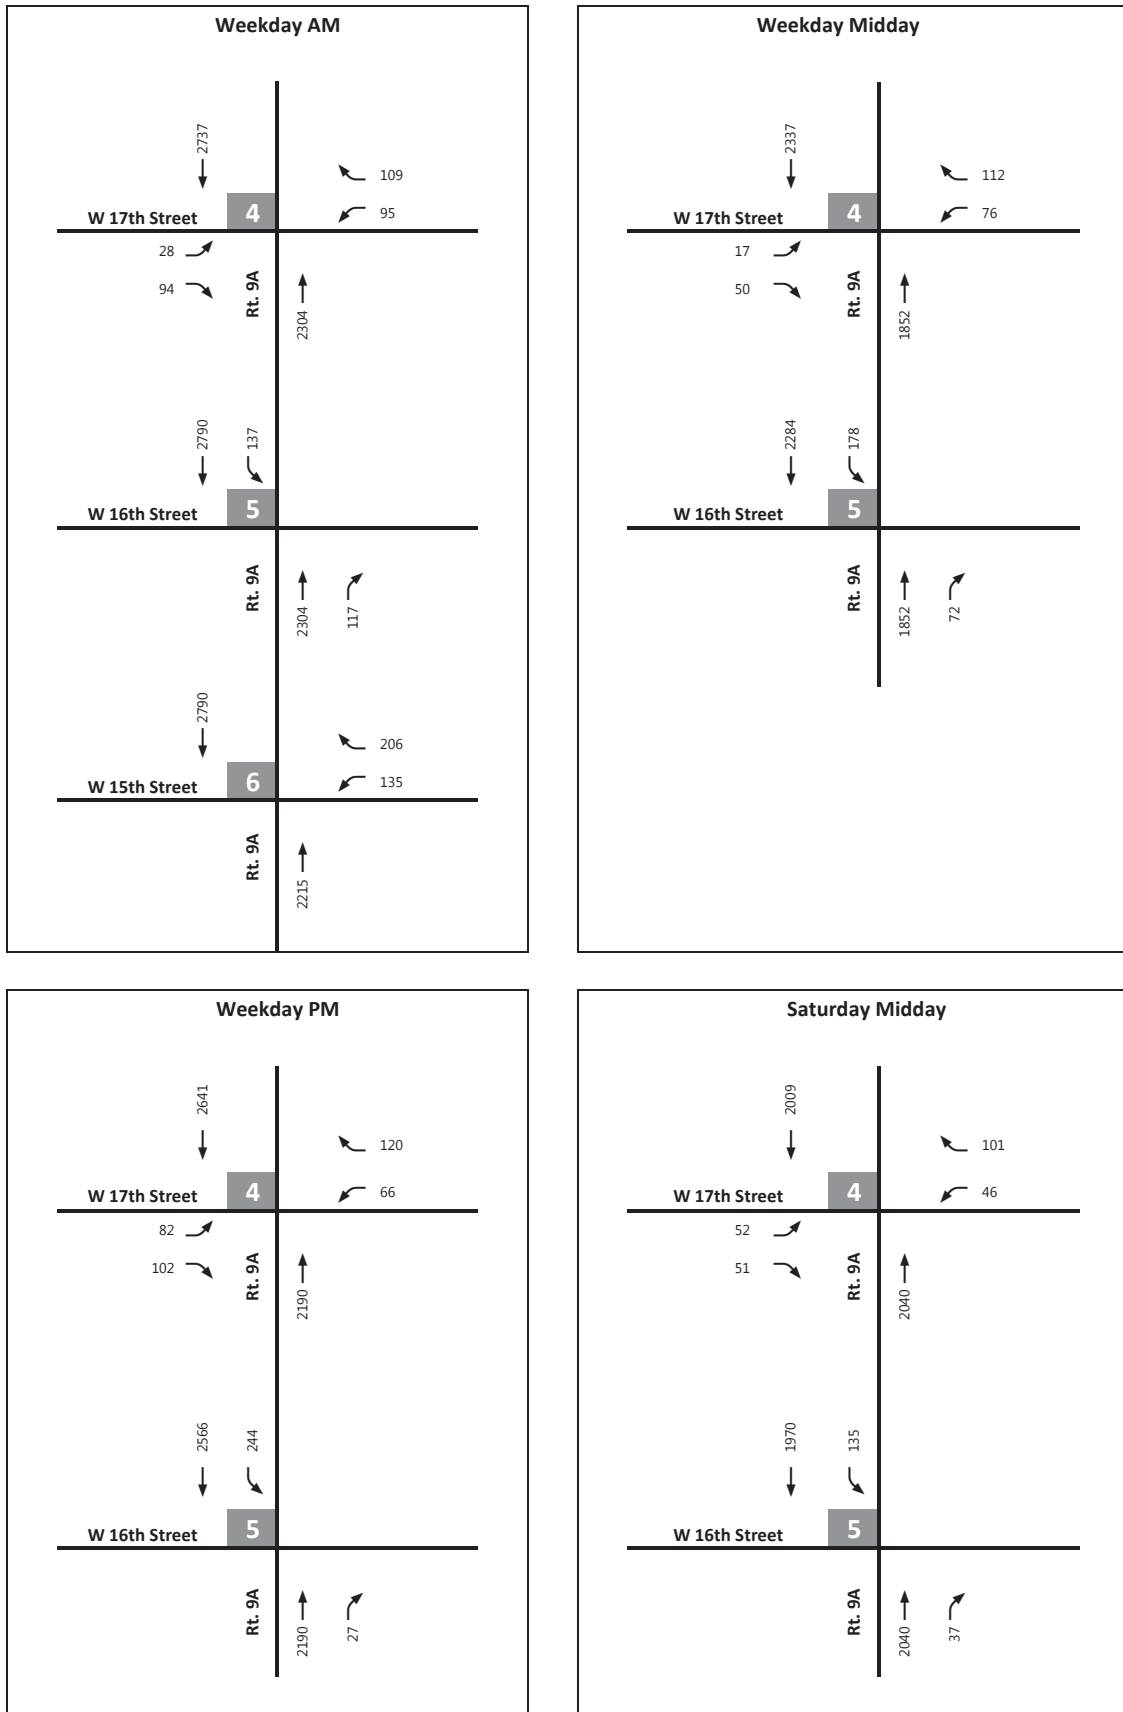 Weekday AM
2737
109
W 17th Street
4
95
28
94
Rt. 9A
2304
2790
137
W 16th Street
5
Rt. 9A
2304
117
2790
206
W 15th Street
6
135
Rt. 9A
2215
Weekday Midday
2337
112
W 17th Street
4
76
17
50
Rt. 9A
1852
2284
178
W 16th Street
5
Rt. 9A
1852
72
Weekday PM
2641
120
W 17th Street
4
66
82
102
Rt. 9A
2190
2566
244
W 16th Street
5
Rt. 9A
2190
27
Saturday Midday
2009
101
W 17th Street
4
46
52
51
Rt. 9A
2040
1970
135
W 16th Street
5
Rt. 9A
2040
37